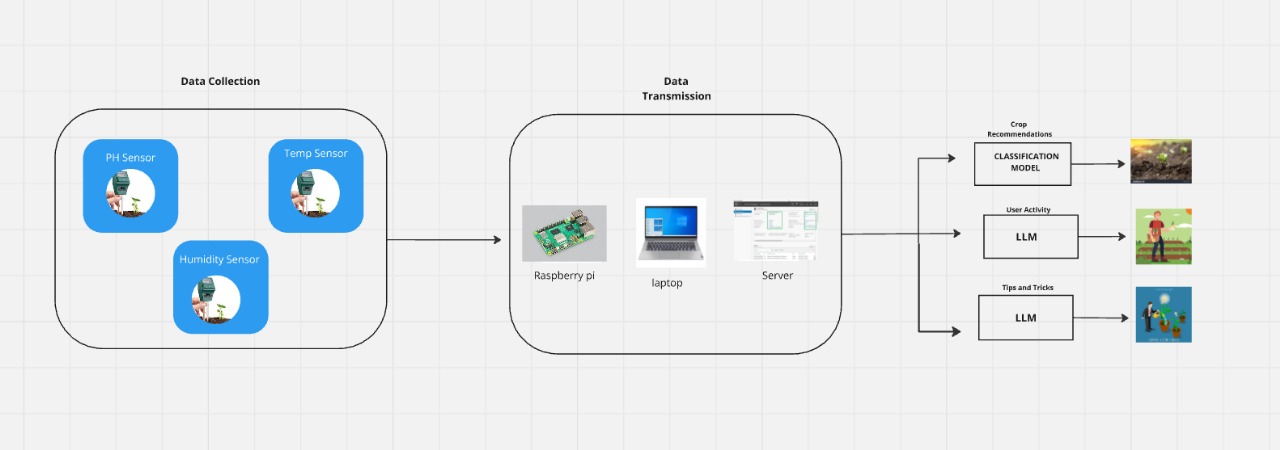 Data Collection
PH Sensor
Temp Sensor
Humidity Sensor
Data
Transmission
Raspberry pi
laptop
Server
Crop
Recommendations
CLASSIFICATION
MODEL
User Activity
LLM
Tips and Tricks
LLM